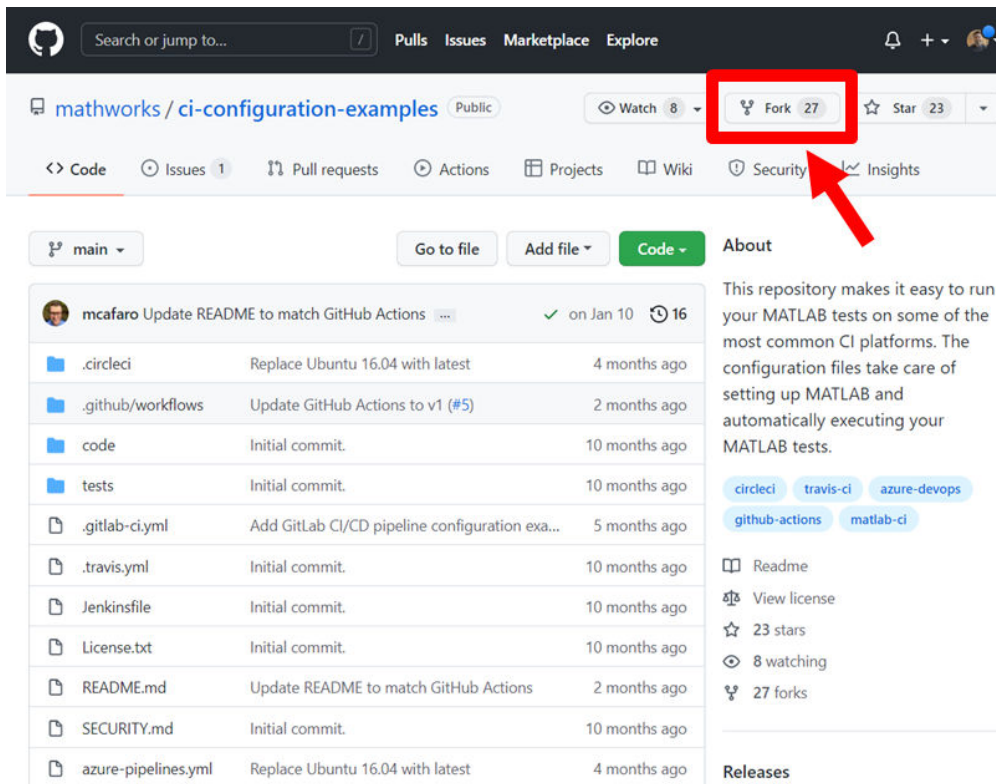 Search or jump to... / Pulls Issues Marketplace Explore
mathworks / ci-configuration-examples Public Watch 8 Fork 27 Star 23
Code Issues 1 Pull requests Actions Projects Wiki Security Insights
main Go to file Add file Code
mcafaro Update README to match GitHub Actions ... on Jan 10 16
.circleci Replace Ubuntu 16.04 with latest 4 months ago
.github/workflows Update GitHub Actions to v1 (#5) 2 months ago
code Initial commit. 10 months ago
tests Initial commit. 10 months ago
.gitlab-ci.yml Add GitLab CI/CD pipeline configuration exa... 5 months ago
.travis.yml Initial commit. 10 months ago
Jenkinsfile Initial commit. 10 months ago
License.txt Initial commit. 10 months ago
README.md Update README to match GitHub Actions 2 months ago
SECURITY.md Initial commit. 10 months ago
azure-pipelines.yml Replace Ubuntu 16.04 with latest 4 months ago
About
This repository makes it easy to run
your MATLAB tests on some of the
most common CI platforms. The
configuration files take care of
setting up MATLAB and
automatically executing your
MATLAB tests.
circleci travis-ci azure-devops
github-actions matlab-ci
Readme
View license
23 stars
8 watching
27 forks
Releases